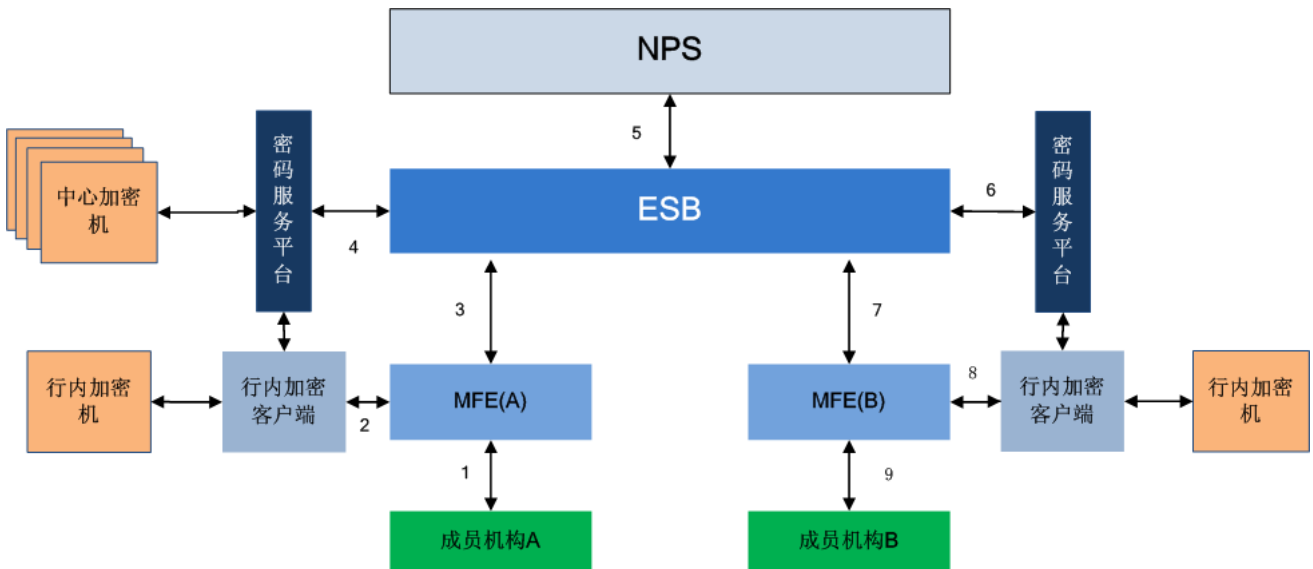 NPS
5
密码服务平台
密码服务平台
中心加密
机
ESB
6
4
3
7
行内加密
机
行内加密
客户端
2
MFE(A)
MFE(B)
8
行内加密
客户端
行内加密
机
1
9
成员机构A
成员机构B